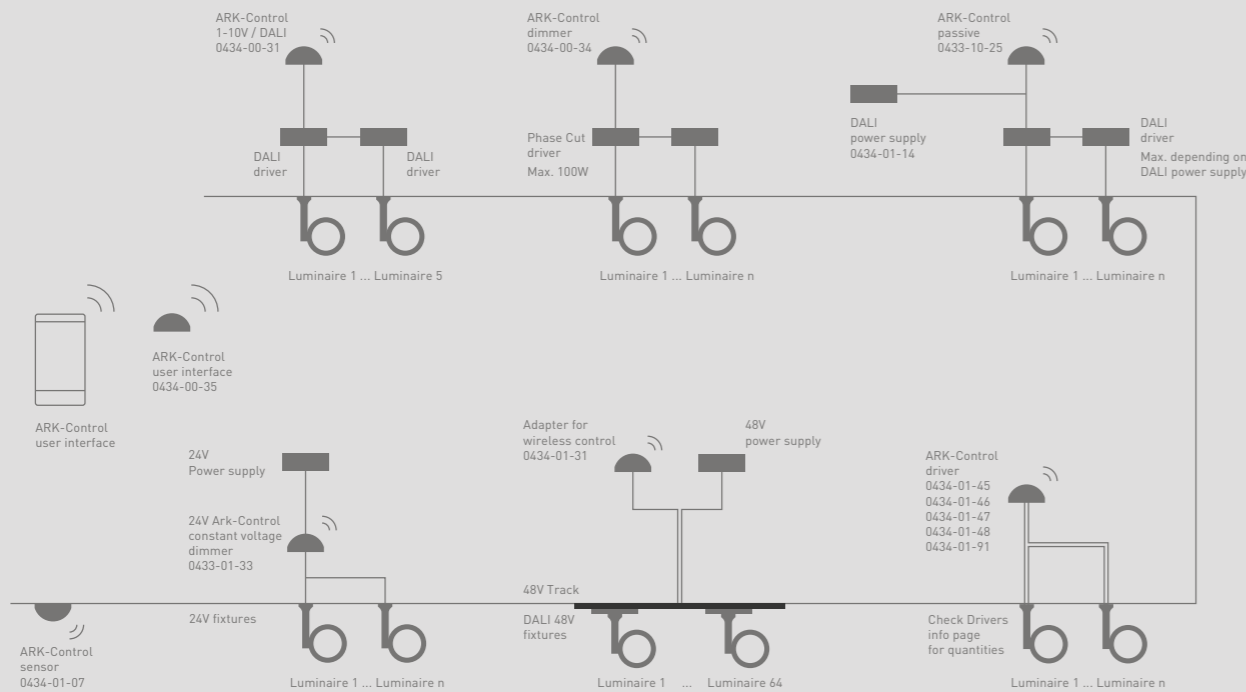 ARK-Control
1-10V / DALI
0434-00-31
DALI
driver
DALI
driver
Luminaire 1 ... Luminaire 5
ARK-Control
dimmer
0434-00-34
Phase Cut
driver
Max. 100W
Luminaire 1 ... Luminaire n
ARK-Control
passive
0433-10-25
DALI
power supply
0434-01-14
DALI
driver
Max. depending on
DALI power supply
Luminaire 1 ... Luminaire n
ARK-Control
user interface
ARK-Control
user interface
0434-00-35
24V
Power supply
24V Ark-Control
constant voltage
dimmer
0433-01-33
24V fixtures
Luminaire 1 ... Luminaire n
Adapter for
wireless control
0434-01-31
48V
power supply
48V Track
DALI 48V
fixtures
Luminaire 1 ... Luminaire 64
ARK-Control
driver
0434-01-45
0434-01-46
0434-01-47
0434-01-48
0434-01-91
Check Drivers
info page
for quantities
Luminaire 1 ... Luminaire n
ARK-Control
sensor
0434-01-07